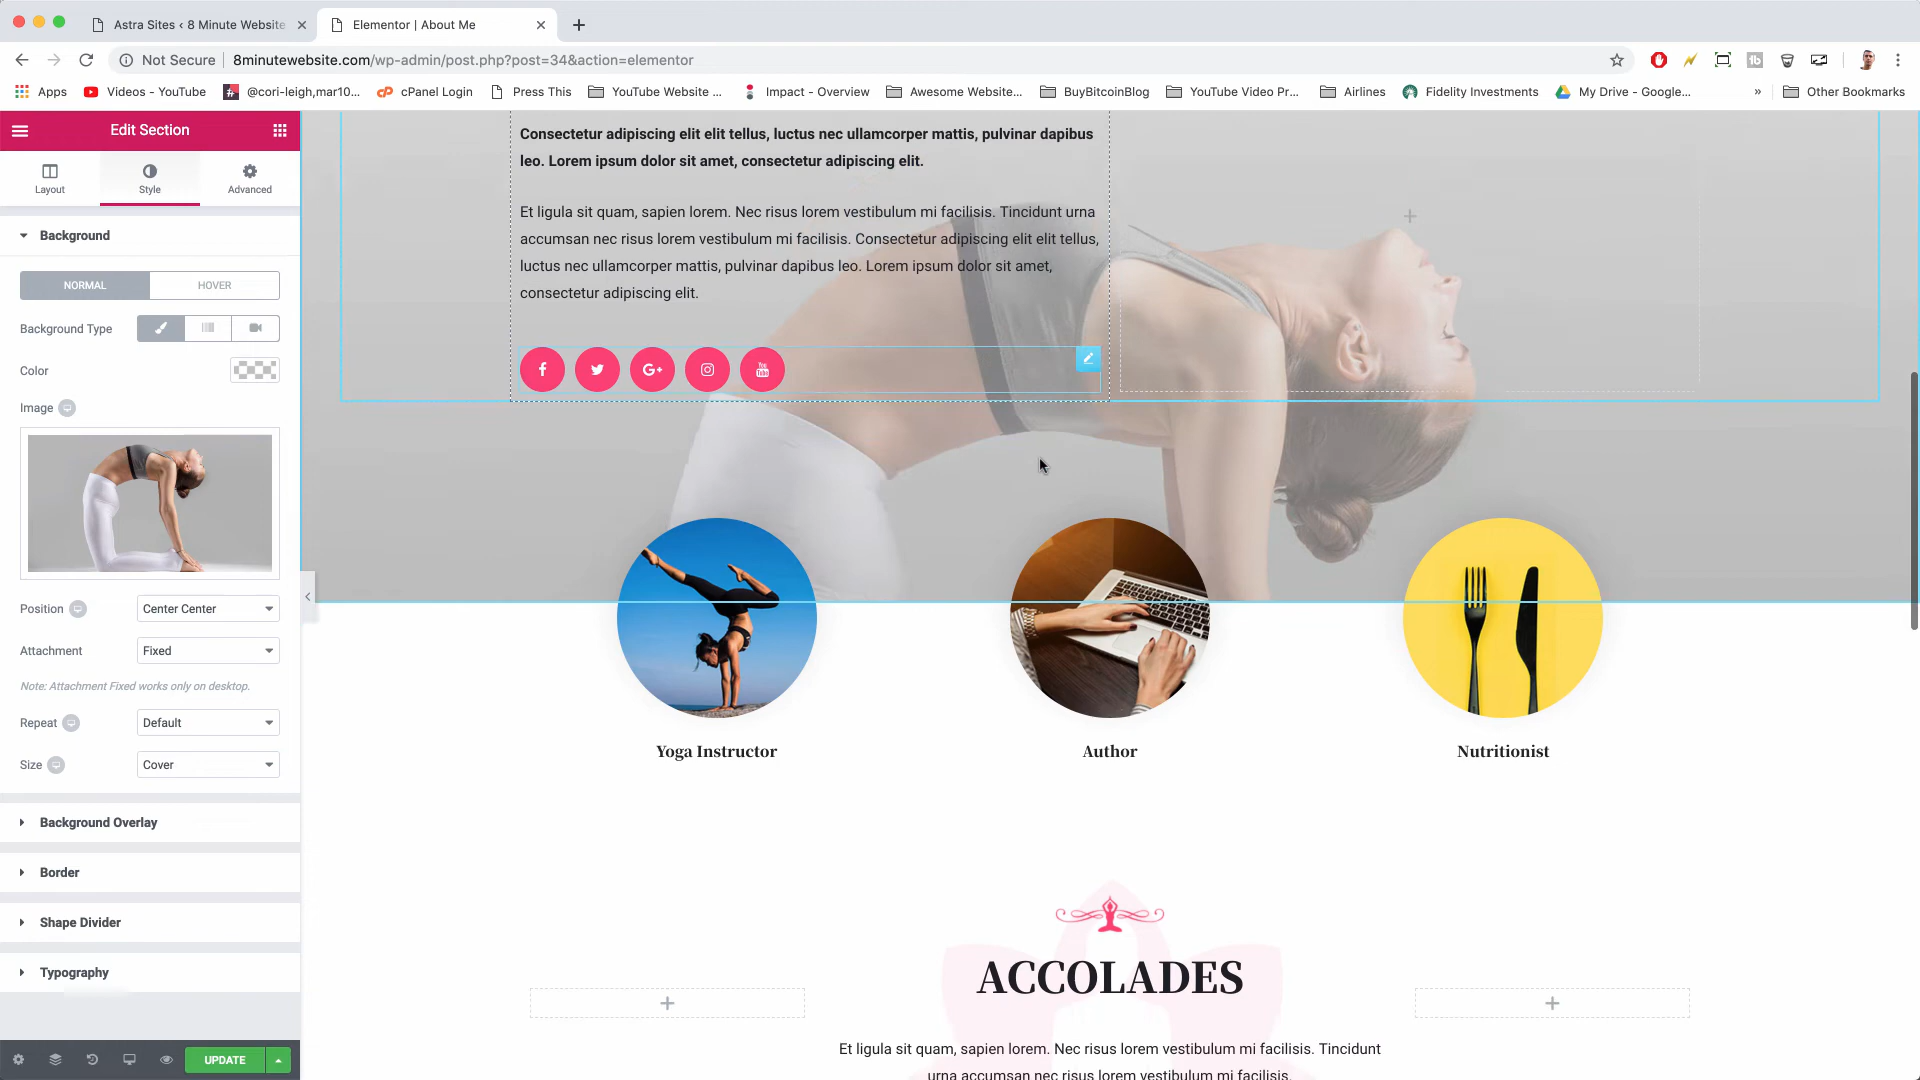 Astra Sites ‹ 8 Minute Website
Elementor | About Me
Not Secure
8minutewebsite.com/wp-admin/post.php?post=34&action=elementor
Apps
Videos - YouTube
@cori-leigh,mar10...
cPanel Login
Press This
YouTube Website ...
Impact - Overview
Awesome Website...
BuyBitcoinBlog
YouTube Video Pr...
Airlines
Fidelity Investments
My Drive - Google...
»
Other Bookmarks
Edit Section
Layout
Style
Advanced
Background
NORMAL
HOVER
Background Type
Color
Image
Position
Center Center
Attachment
Fixed
Note: Attachment Fixed works only on desktop.
Repeat
Default
Size
Cover
Background Overlay
Border
Shape Divider
Typography
UPDATE
Consectetur adipiscing elit elit tellus, luctus nec ullamcorper mattis, pulvinar dapibus
leo. Lorem ipsum dolor sit amet, consectetur adipiscing elit.
Et ligula sit quam, sapien lorem. Nec risus lorem vestibulum mi facilisis. Tincidunt urna
accumsan nec risus lorem vestibulum mi facilisis. Consectetur adipiscing elit elit tellus,
luctus nec ullamcorper mattis, pulvinar dapibus leo. Lorem ipsum dolor sit amet,
consectetur adipiscing elit.
Yoga Instructor
Author
Nutritionist
ACCOLADES
Et ligula sit quam, sapien lorem. Nec risus lorem vestibulum mi facilisis. Tincidunt
urna accumsan nec risus lorem vestibulum mi facilisis.